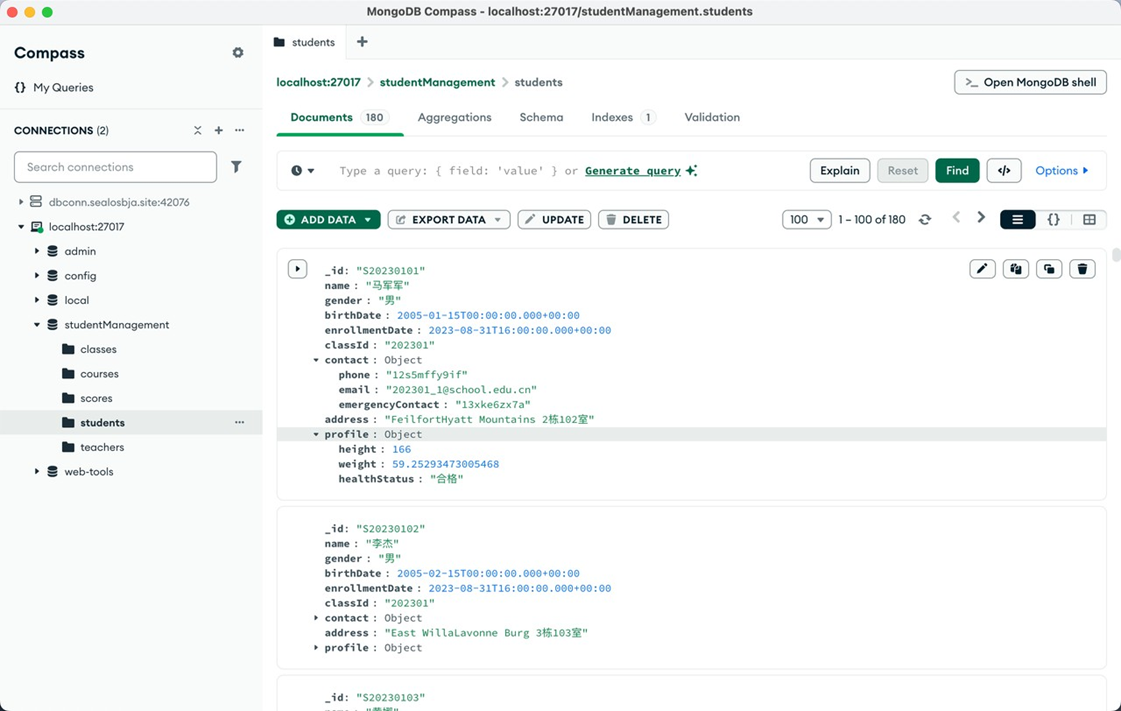 MongoDB Compass - localhost:27017/studentManagement.students
Compass
{} My Queries
CONNECTIONS (2)
Search connections
dbconn.sealosbja.site:42076
localhost:27017
admin
config
local
studentManagement
classes
courses
scores
students
teachers
web-tools
students
localhost:27017 > studentManagement > students
>_ Open MongoDB shell
Documents 180 Aggregations Schema Indexes 1 Validation
Type a query: { field: 'value' } or Generate query
Explain Reset Find </> Options
ADD DATA EXPORT DATA UPDATE DELETE
100 1 – 100 of 180 {}
_id: "S20230101"
name : "马军军"
gender : "男"
birthDate : 2005-01-15T00:00:00.000+00:00
enrollmentDate : 2023-08-31T16:00:00.000+00:00
classId : "202301"
contact : Object
phone : "12s5mffy9if"
email : "202301_1@school.edu.cn"
emergencyContact : "13xke6zx7a"
address : "FeilfortHyatt Mountains 2栋102室"
profile : Object
height : 166
weight : 59.25293473005468
healthStatus : "合格"
_id: "S20230102"
name : "李杰"
gender : "男"
birthDate : 2005-02-15T00:00:00.000+00:00
enrollmentDate : 2023-08-31T16:00:00.000+00:00
classId : "202301"
contact : Object
address : "East WillaLavonne Burg 3栋103室"
profile : Object
_id: "S20230103"